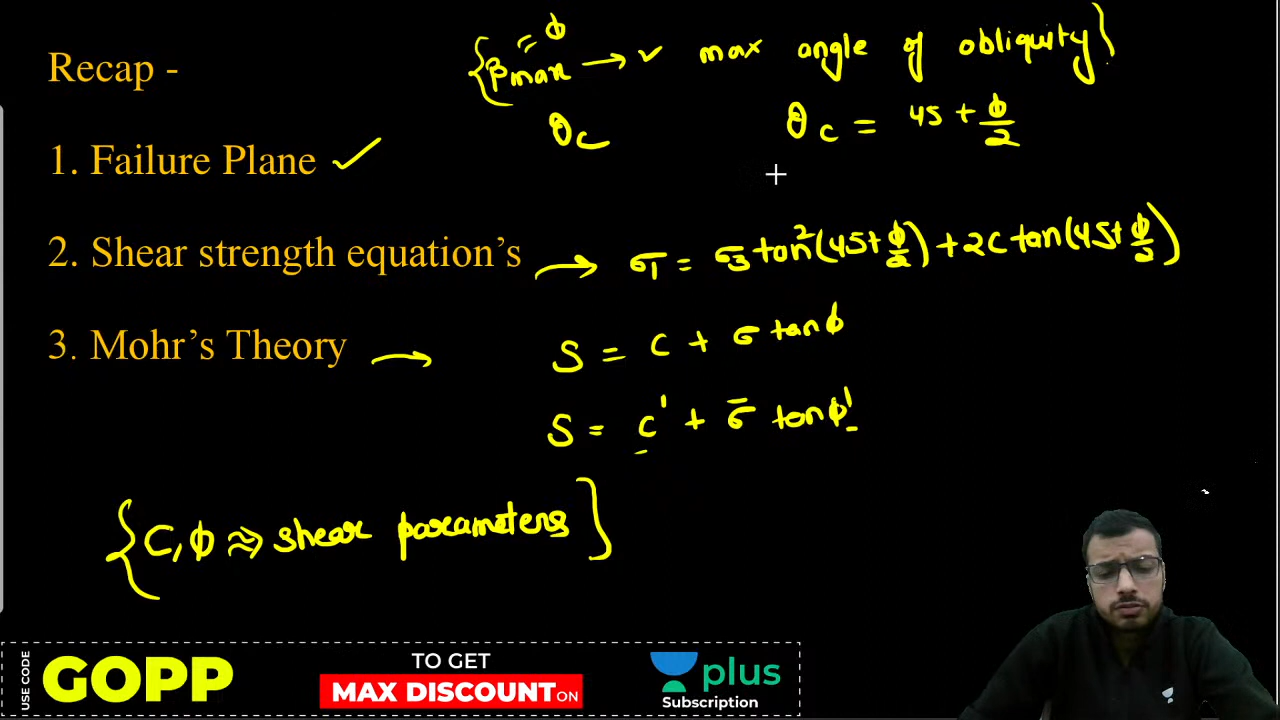 Recap -
= ϕ
{βmax → ✓ max angle of obliquity}
θc θc = 45 + ϕ/2
1. Failure Plane ✓
2. Shear strength equation’s → σ1 = σ3 tan²(45+ϕ/2) + 2c tan(45+ϕ/2)
3. Mohr’s Theory → S = c + σ tanϕ
S = c' + σ̄ tanϕ'
{C, ϕ ≈> shear parameters}
USE CODE
GOPP
TO GET
MAX DISCOUNT ON
plus
Subscription